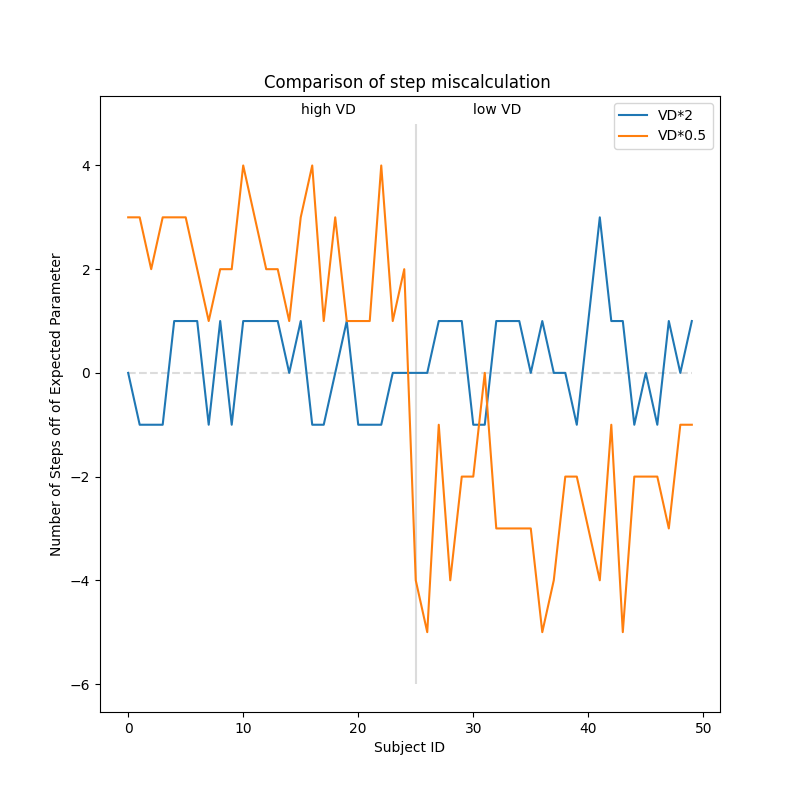 Comparison of step miscalculation
high VD
low VD
VD*2
VD*0.5
Number of Steps off of Expected Parameter
4
2
0
−2
−4
−6
0
10
20
30
40
50
Subject ID